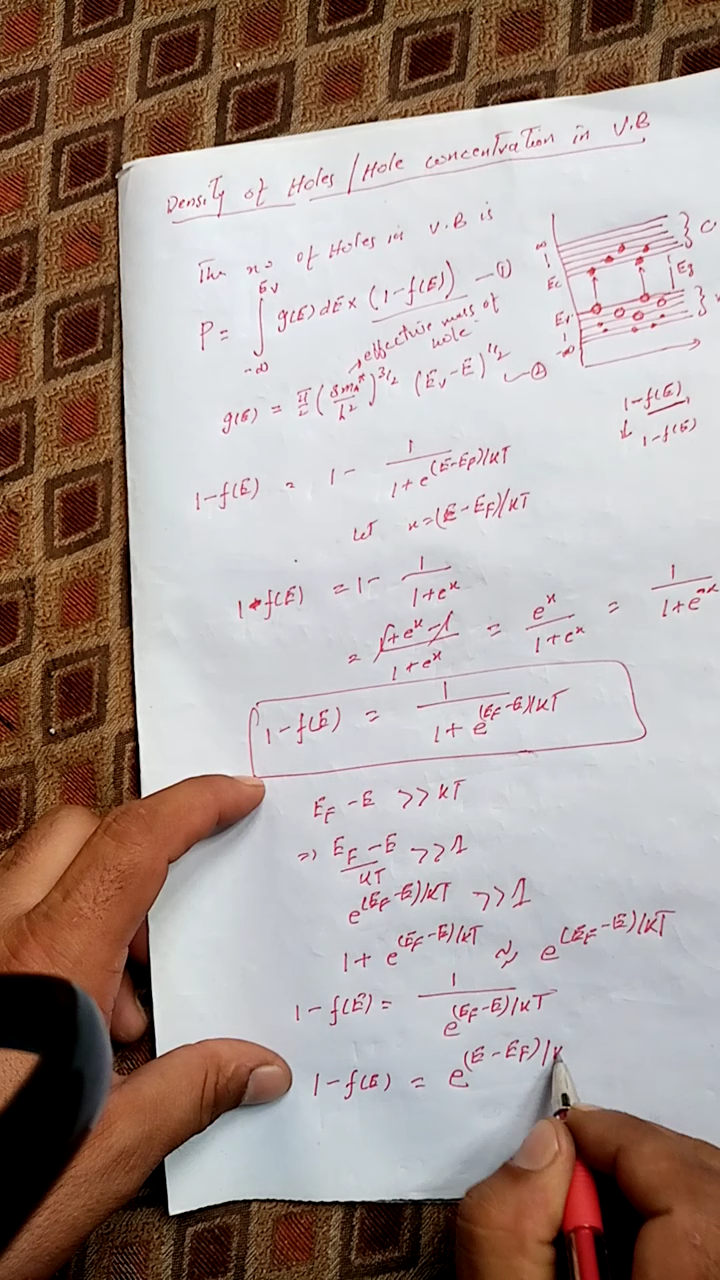 Density of Holes / Hole concentration in V.B
The no of Holes in V.B is
P = ∫_{-∞}^{Ev} g(E) dE × (1-f(E)) — ①
→ effective mass of hole
g(E) = π/2 (8mh*/h²)^{3/2} (Ev-E)^{1/2} — ②
∞
Ec
Ev
-∞
Eg
C
V
1-f(E)
↓ 1-f(E)
1-f(E) = 1 - 1/(1+e^{(E-EF)/KT})
let x=(E-EF)/KT
1-f(E) = 1 - 1/(1+e^x)
= (1+e^x-1)/(1+e^x) = e^x/(1+e^x) = 1/(1+e^{-x})
1-f(E) = 1/(1+e^{(EF-E)/KT})
EF-E >> KT
⇒ (EF-E)/KT >> 1
e^{(EF-E)/KT} >> 1
1+e^{(EF-E)/KT} ≈ e^{(EF-E)/KT}
1-f(E) = 1/e^{(EF-E)/KT}
1-f(E) = e^{(E-EF)/K